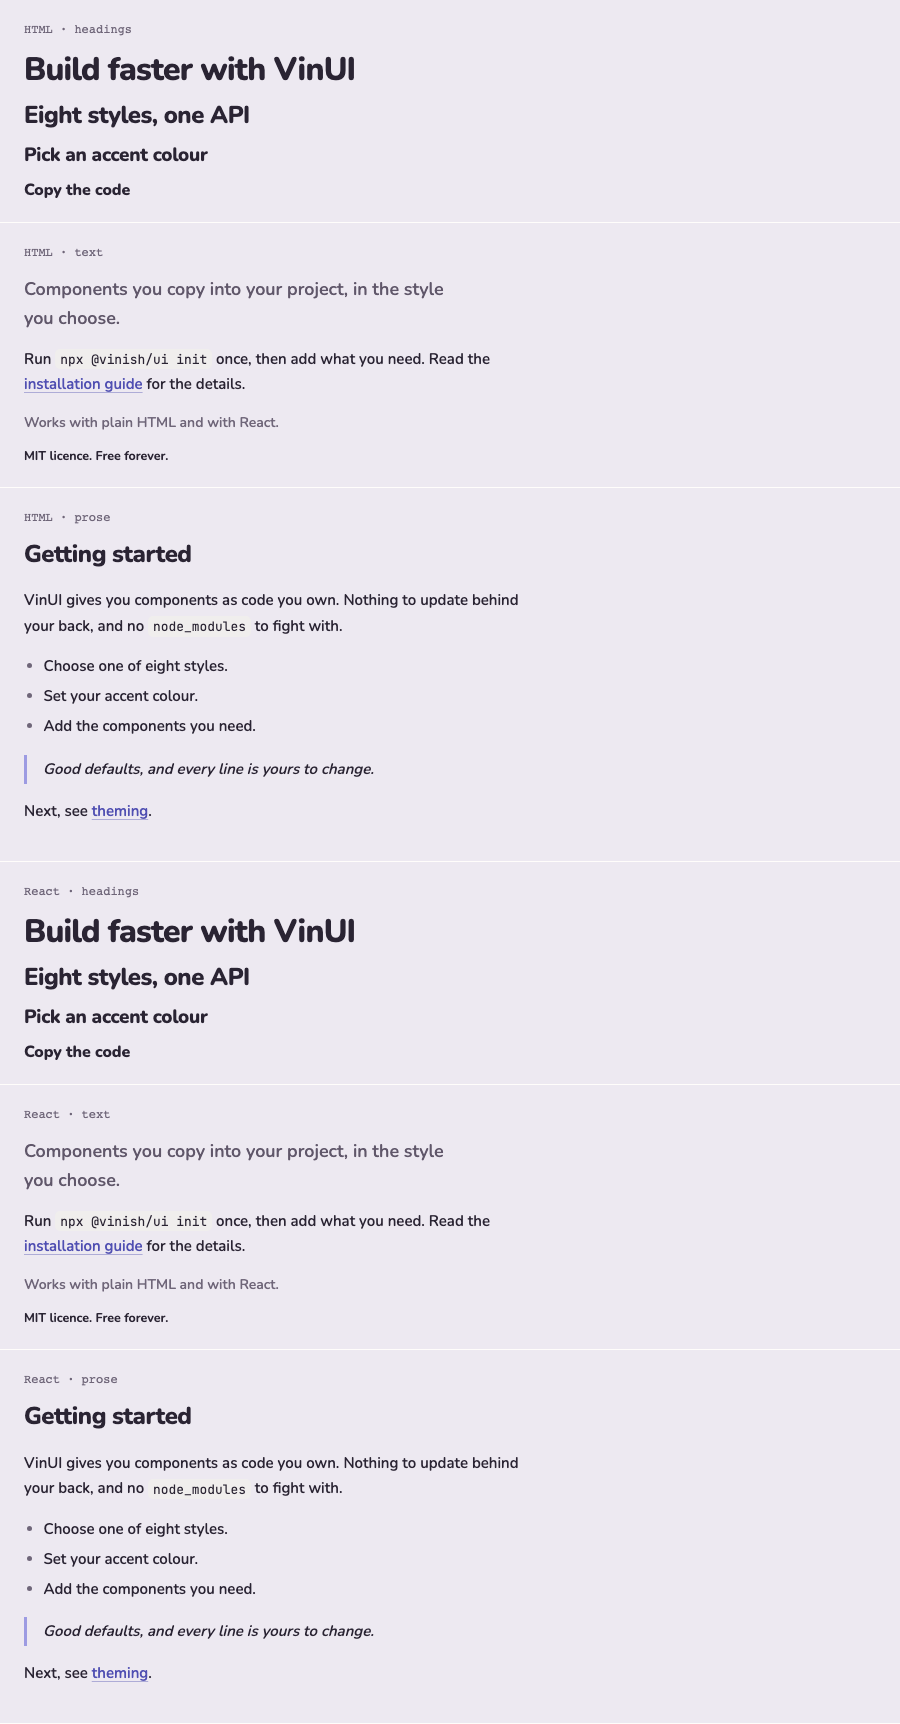 HTML · headings
Build faster with VinUI
Eight styles, one API
Pick an accent colour
Copy the code
HTML · text
Components you copy into your project, in the style
you choose.
Run npx @vinish/ui init once, then add what you need. Read the
installation guide for the details.
Works with plain HTML and with React.
MIT licence. Free forever.
HTML · prose
Getting started
VinUI gives you components as code you own. Nothing to update behind
your back, and no node_modules to fight with.
• Choose one of eight styles.
• Set your accent colour.
• Add the components you need.
Good defaults, and every line is yours to change.
Next, see theming.
React · headings
Build faster with VinUI
Eight styles, one API
Pick an accent colour
Copy the code
React · text
Components you copy into your project, in the style
you choose.
Run npx @vinish/ui init once, then add what you need. Read the
installation guide for the details.
Works with plain HTML and with React.
MIT licence. Free forever.
React · prose
Getting started
VinUI gives you components as code you own. Nothing to update behind
your back, and no node_modules to fight with.
• Choose one of eight styles.
• Set your accent colour.
• Add the components you need.
Good defaults, and every line is yours to change.
Next, see theming.